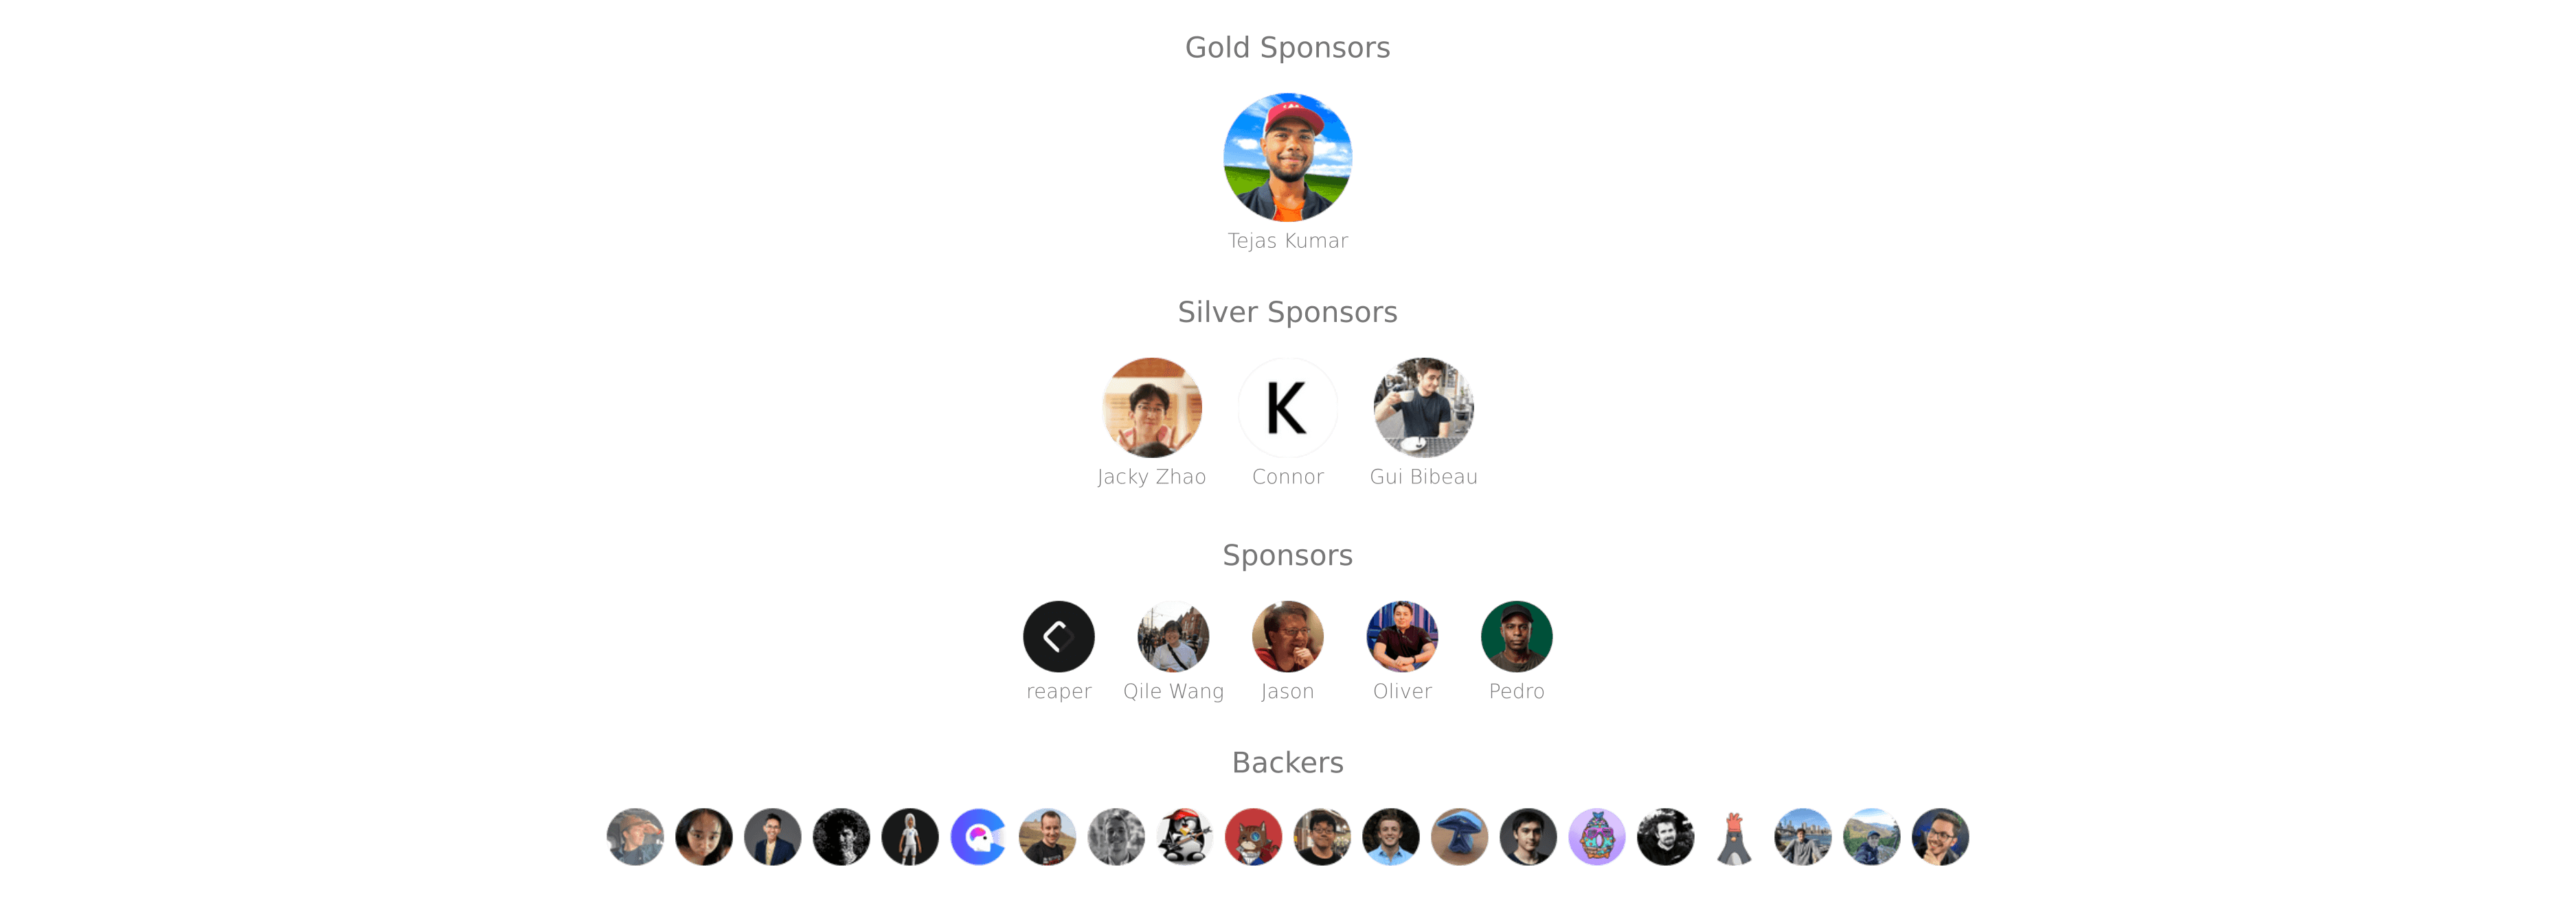 Gold Sponsors
Tejas Kumar
Silver Sponsors
K
Jacky Zhao Connor Gui Bibeau
Sponsors
reaper Qile Wang Jason Oliver Pedro
Backers